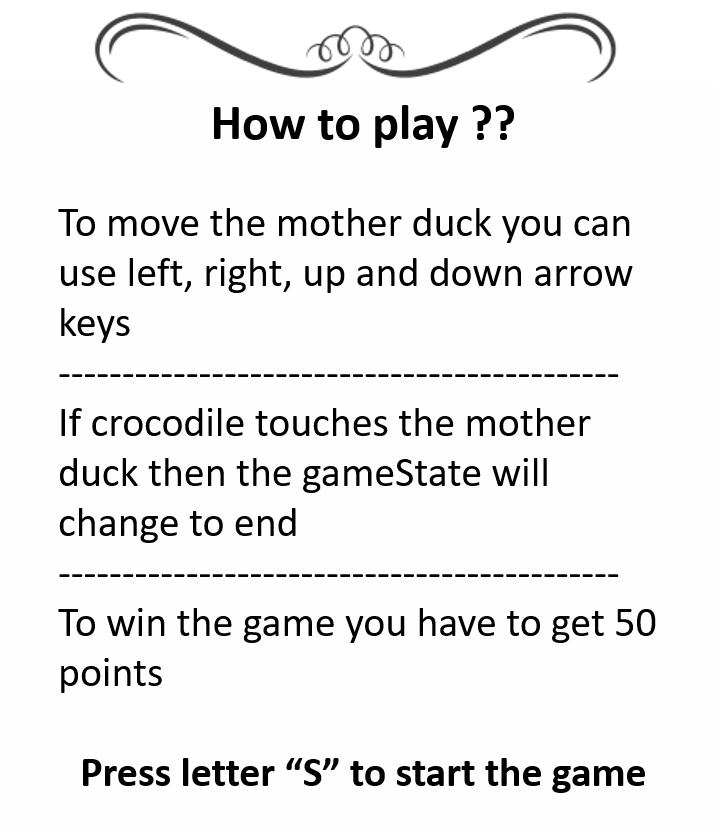 How to play ??
To move the mother duck you can
use left, right, up and down arrow
keys
--------------------------------------------
If crocodile touches the mother
duck then the gameState will
change to end
--------------------------------------------
To win the game you have to get 50
points
Press letter “S” to start the game